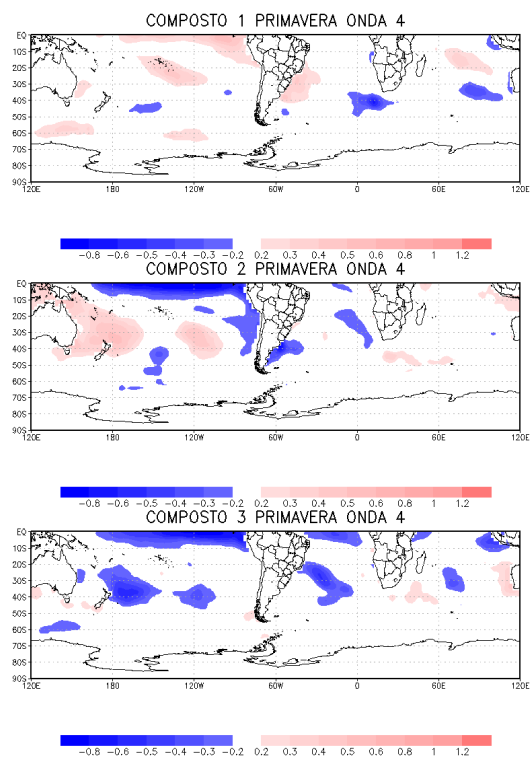 COMPOSTO 1 PRIMAVERA ONDA 4
EQ
10S
20S
30S
40S
50S
60S
70S
80S
90S
120E 180 120W 60W 0 60E 120E
-0.8 -0.6 -0.5 -0.4 -0.3 -0.2 0.2 0.3 0.4 0.5 0.6 0.8 1 1.2
COMPOSTO 2 PRIMAVERA ONDA 4
EQ
10S
20S
30S
40S
50S
60S
70S
80S
90S
120E 180 120W 60W 0 60E 120E
-0.8 -0.6 -0.5 -0.4 -0.3 -0.2 0.2 0.3 0.4 0.5 0.6 0.8 1 1.2
COMPOSTO 3 PRIMAVERA ONDA 4
EQ
10S
20S
30S
40S
50S
60S
70S
80S
90S
120E 180 120W 60W 0 60E 120E
-0.8 -0.6 -0.5 -0.4 -0.3 -0.2 0.2 0.3 0.4 0.5 0.6 0.8 1 1.2